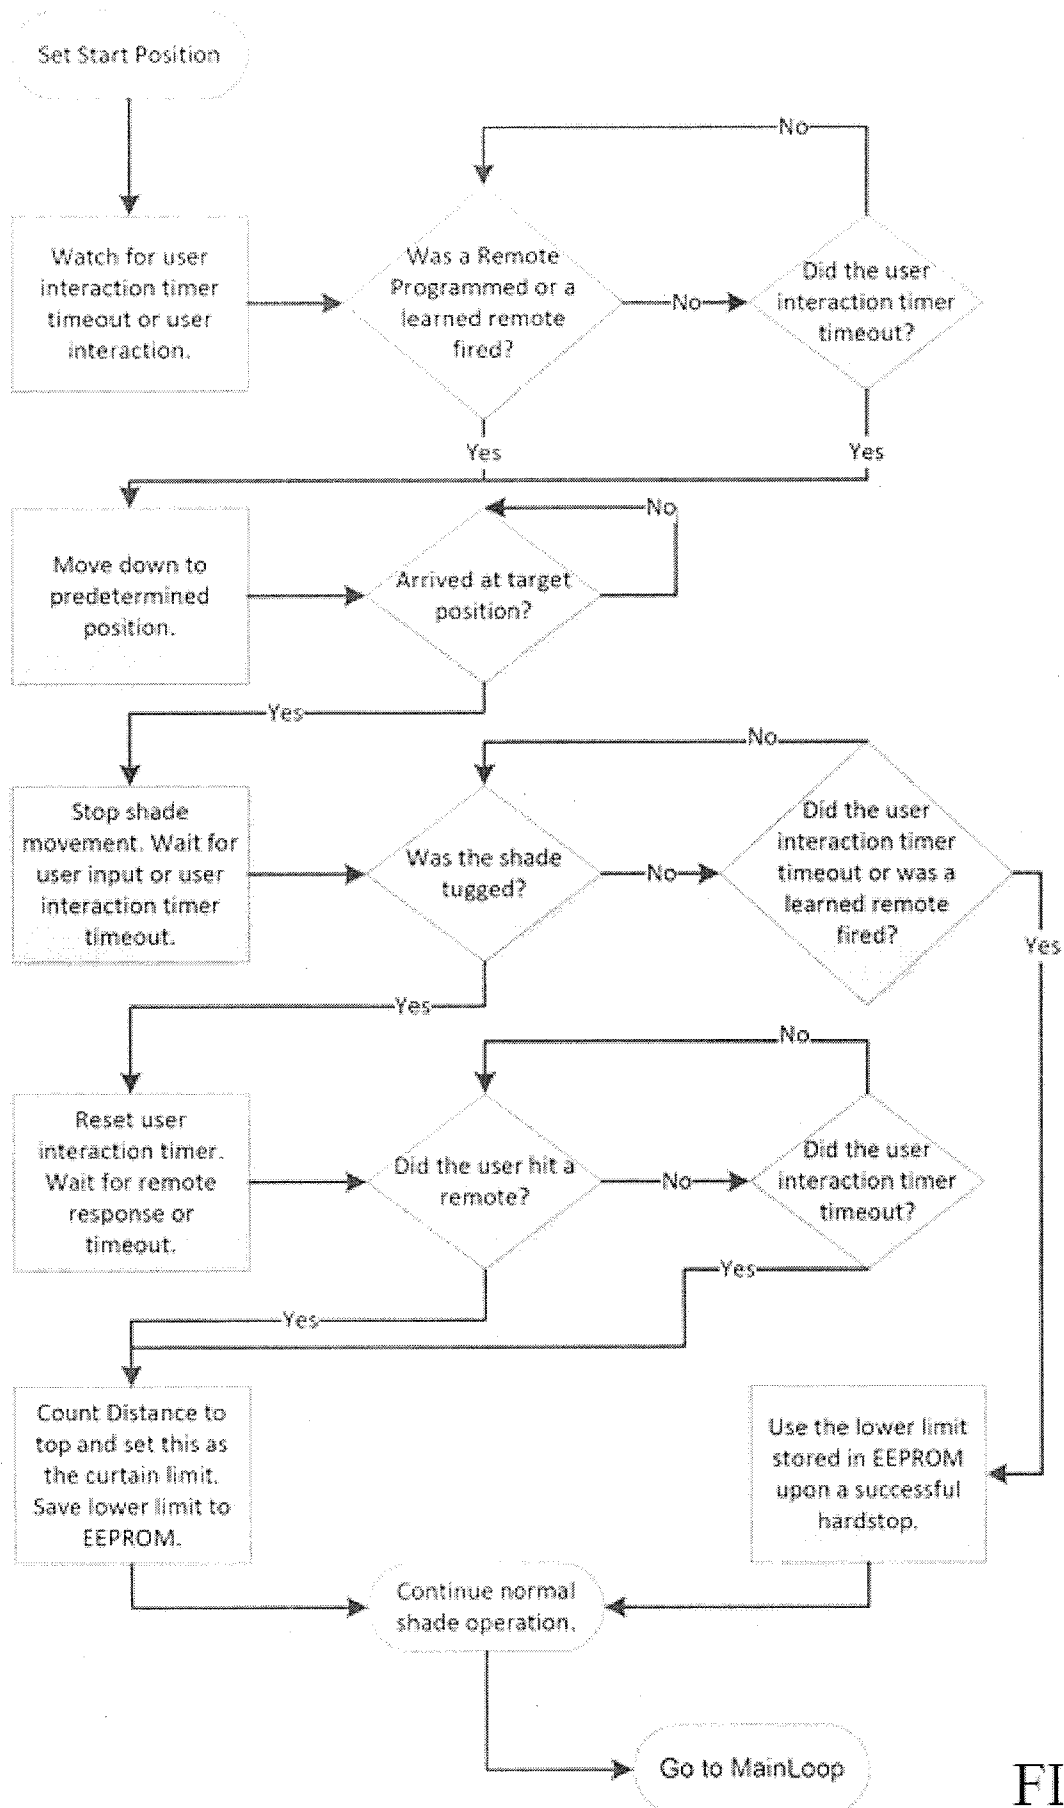 Set Start Position
No
Watch for user
interaction timer
timeout or user
interaction.
Was a Remote
Programmed or a
learned remote
fired?
No
Did the user
interaction timer
timeout?
Yes
Yes
Move down to
predetermined
position.
Arrived at target
position?
No
Yes
Stop shade
movement. Wait for
user input or user
interaction timer
timeout.
Was the shade
tugged?
No
No
Did the user
interaction timer
timeout or was a
learned remote
fired?
Yes
Yes
Reset user
interaction timer.
Wait for remote
response or
timeout.
Did the user hit a
remote?
No
No
Did the user
interaction timer
timeout?
Yes
Yes
Count Distance to
top and set this as
the curtain limit.
Save lower limit to
EEPROM.
Use the lower limit
stored in EEPROM
upon a successful
hardstop.
Continue normal
shade operation.
Go to MainLoop
FI